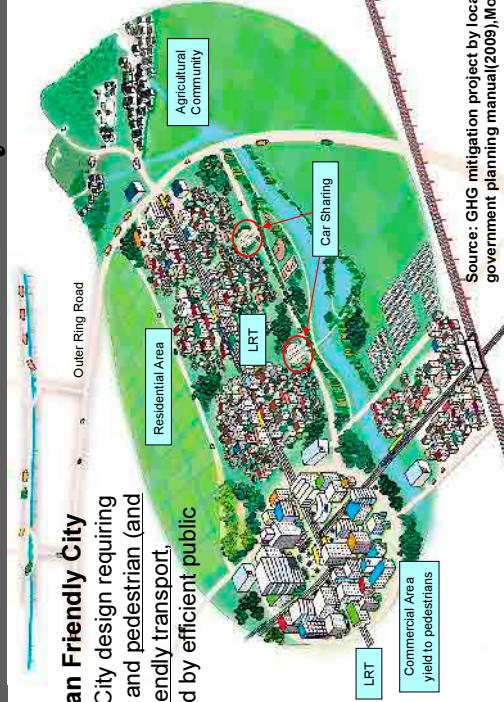 an Friendly City
City design requiring
and pedestrian (and
endly transport,
d by efficient public
Outer Ring Road
Residential Area
Agricultural
Community
LRT
Car Sharing
LRT
Commercial Area
yield to pedestrians
Source: GHG mitigation project by loca
government planning manual(2009),Mo